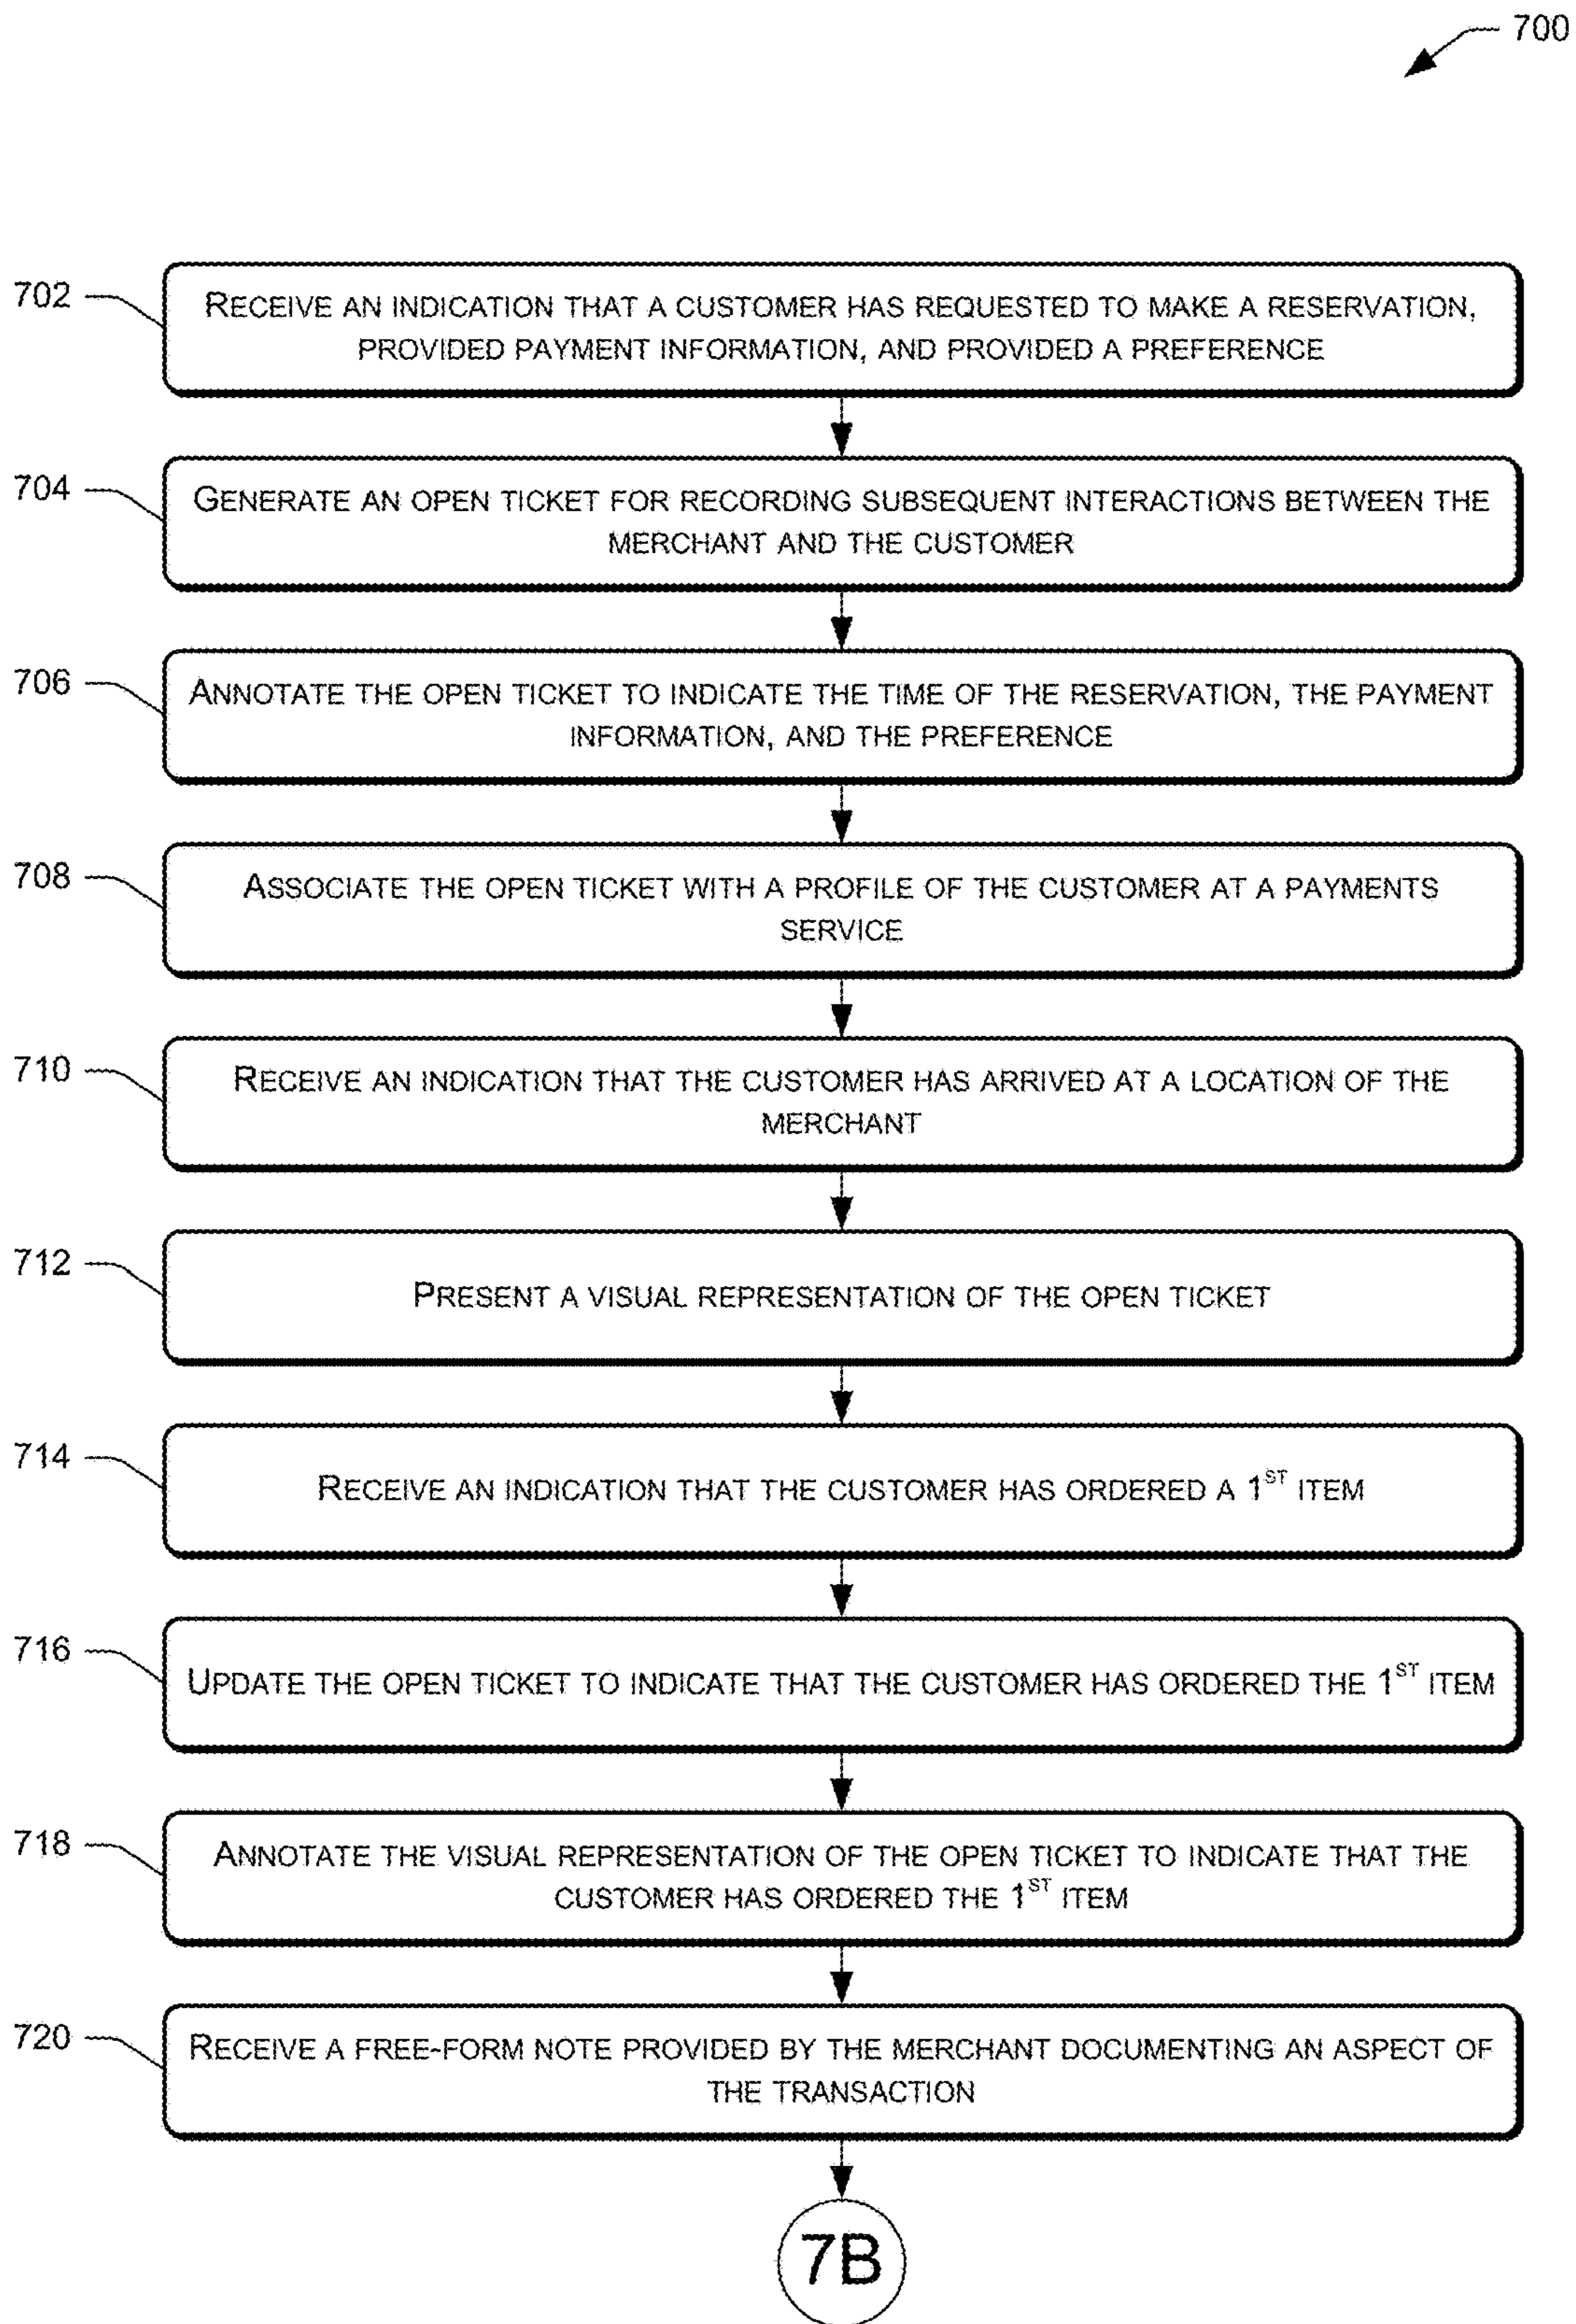 700
702
RECEIVE AN INDICATION THAT A CUSTOMER HAS REQUESTED TO MAKE A RESERVATION,
PROVIDED PAYMENT INFORMATION, AND PROVIDED A PREFERENCE
704
GENERATE AN OPEN TICKET FOR RECORDING SUBSEQUENT INTERACTIONS BETWEEN THE
MERCHANT AND THE CUSTOMER
706
ANNOTATE THE OPEN TICKET TO INDICATE THE TIME OF THE RESERVATION, THE PAYMENT
INFORMATION, AND THE PREFERENCE
708
ASSOCIATE THE OPEN TICKET WITH A PROFILE OF THE CUSTOMER AT A PAYMENTS
SERVICE
710
RECEIVE AN INDICATION THAT THE CUSTOMER HAS ARRIVED AT A LOCATION OF THE
MERCHANT
712
PRESENT A VISUAL REPRESENTATION OF THE OPEN TICKET
714
RECEIVE AN INDICATION THAT THE CUSTOMER HAS ORDERED A 1ST ITEM
716
UPDATE THE OPEN TICKET TO INDICATE THAT THE CUSTOMER HAS ORDERED THE 1ST ITEM
718
ANNOTATE THE VISUAL REPRESENTATION OF THE OPEN TICKET TO INDICATE THAT THE
CUSTOMER HAS ORDERED THE 1ST ITEM
720
RECEIVE A FREE-FORM NOTE PROVIDED BY THE MERCHANT DOCUMENTING AN ASPECT OF
THE TRANSACTION
7B